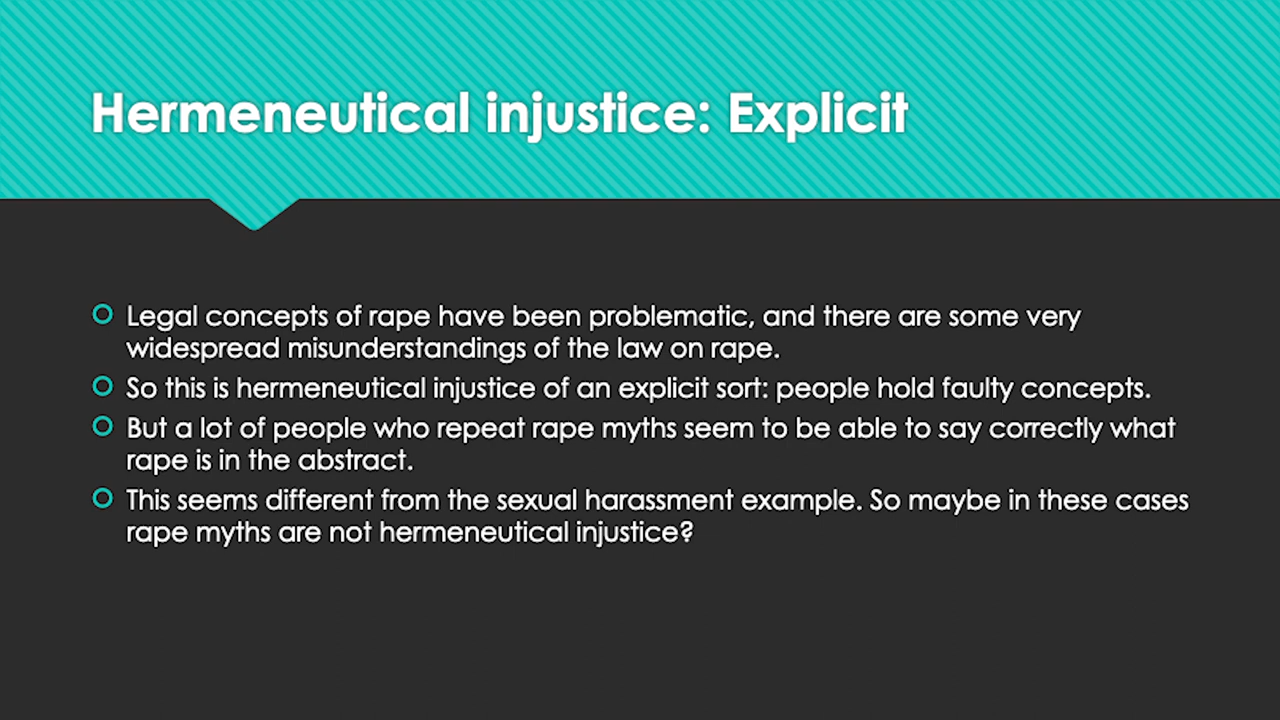 Hermeneutical injustice: Explicit
Legal concepts of rape have been problematic, and there are some very
widespread misunderstandings of the law on rape.
So this is hermeneutical injustice of an explicit sort: people hold faulty concepts.
But a lot of people who repeat rape myths seem to be able to say correctly what
rape is in the abstract.
This seems different from the sexual harassment example. So maybe in these cases
rape myths are not hermeneutical injustice?